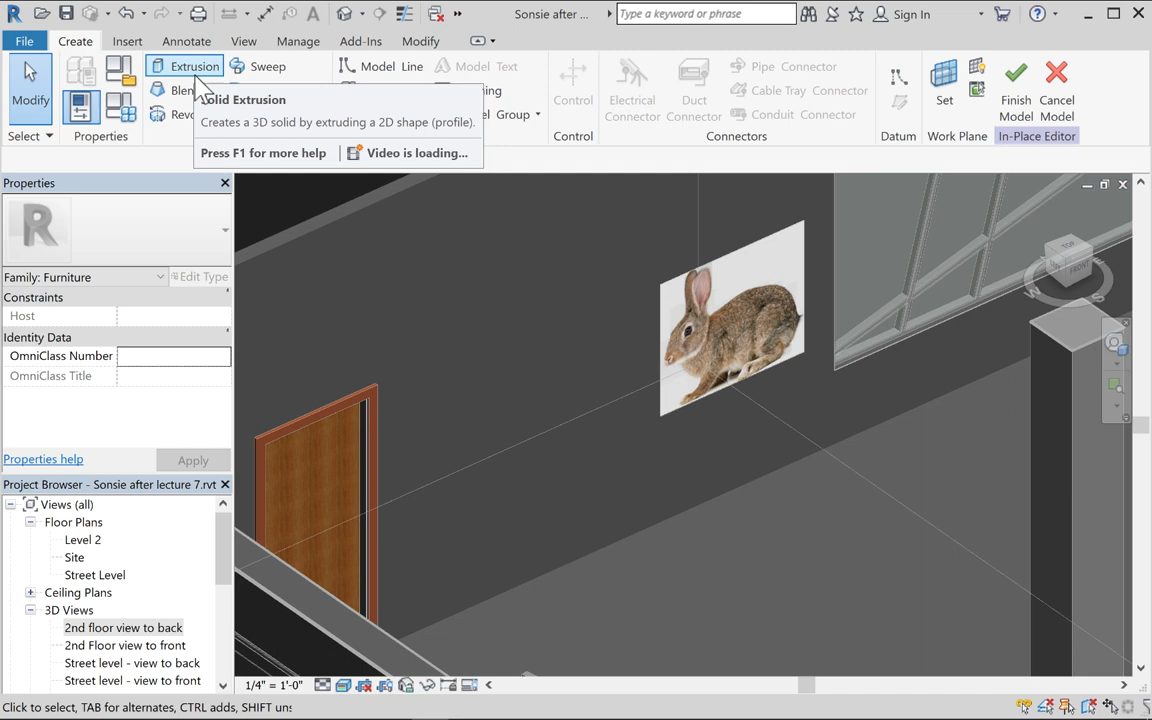 Sonsie after ...
Type a keyword or phrase
Sign In
File
Create
Insert
Annotate
View
Manage
Add-Ins
Modify
Modify
Select
Properties
Extrusion
Sweep
Blen
Revo
Solid Extrusion
Creates a 3D solid by extruding a 2D shape (profile).
Press F1 for more help
Video is loading...
Model Line
Model Text
Group
Control
Control
Electrical Connector
Duct Connector
Pipe Connector
Cable Tray Connector
Conduit Connector
Connectors
Datum
Set
Work Plane
Finish Model
Cancel Model
In-Place Editor
Properties
Family: Furniture
Edit Type
Constraints
Host
Identity Data
OmniClass Number
OmniClass Title
Properties help
Apply
Project Browser - Sonsie after lecture 7.rvt
Views (all)
Floor Plans
Level 2
Site
Street Level
Ceiling Plans
3D Views
2nd floor view to back
2nd Floor view to front
Street level - view to back
Street level - view to front
TOP
FRONT
W
S
1/4" = 1'-0"
Click to select, TAB for alternates, CTRL adds, SHIFT uns